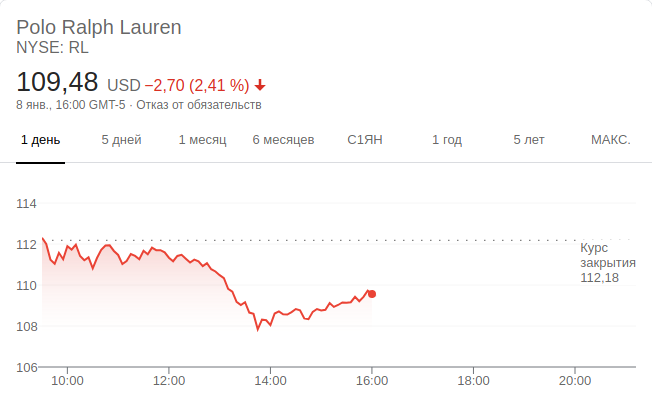 Polo Ralph Lauren
NYSE: RL
109,48 USD −2,70 (2,41 %)
8 янв., 16:00 GMT-5 · Отказ от обязательств
1 день 5 дней 1 месяц 6 месяцев С1ЯН 1 год 5 лет МАКС.
114
112
110
108
106
Курс
закрытия
112,18
10:00 12:00 14:00 16:00 18:00 20:00